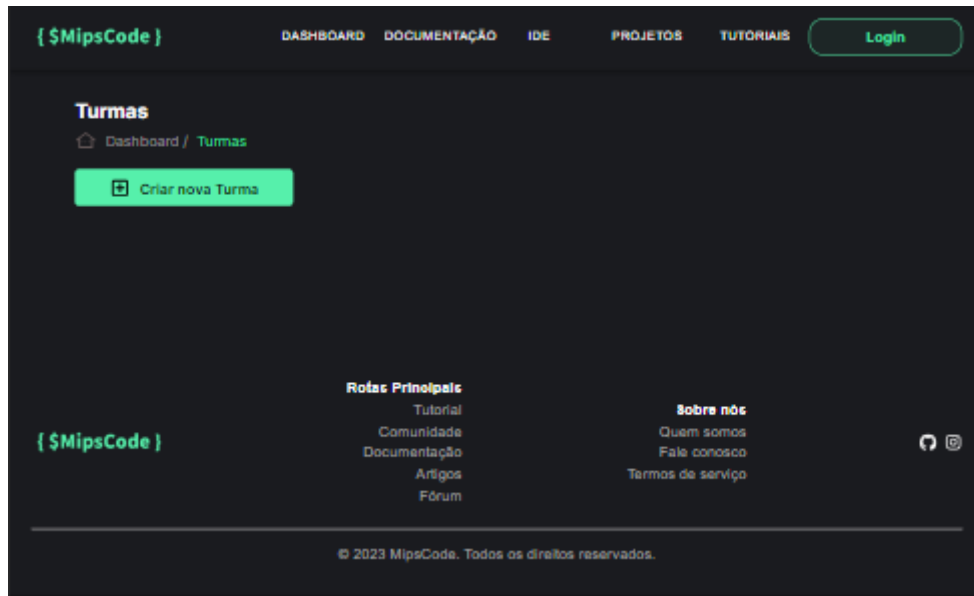 { $MipsCode } DASHBOARD DOCUMENTAÇÃO IDE PROJETOS TUTORIAIS Login
Turmas
Dashboard / Turmas
Criar nova Turma
Rotas Principais
Tutorial
Comunidade
Documentação
Artigos
Fórum
Sobre nós
Quem somos
Fale conosco
Termos de serviço
{ $MipsCode }
© 2023 MipsCode. Todos os direitos reservados.